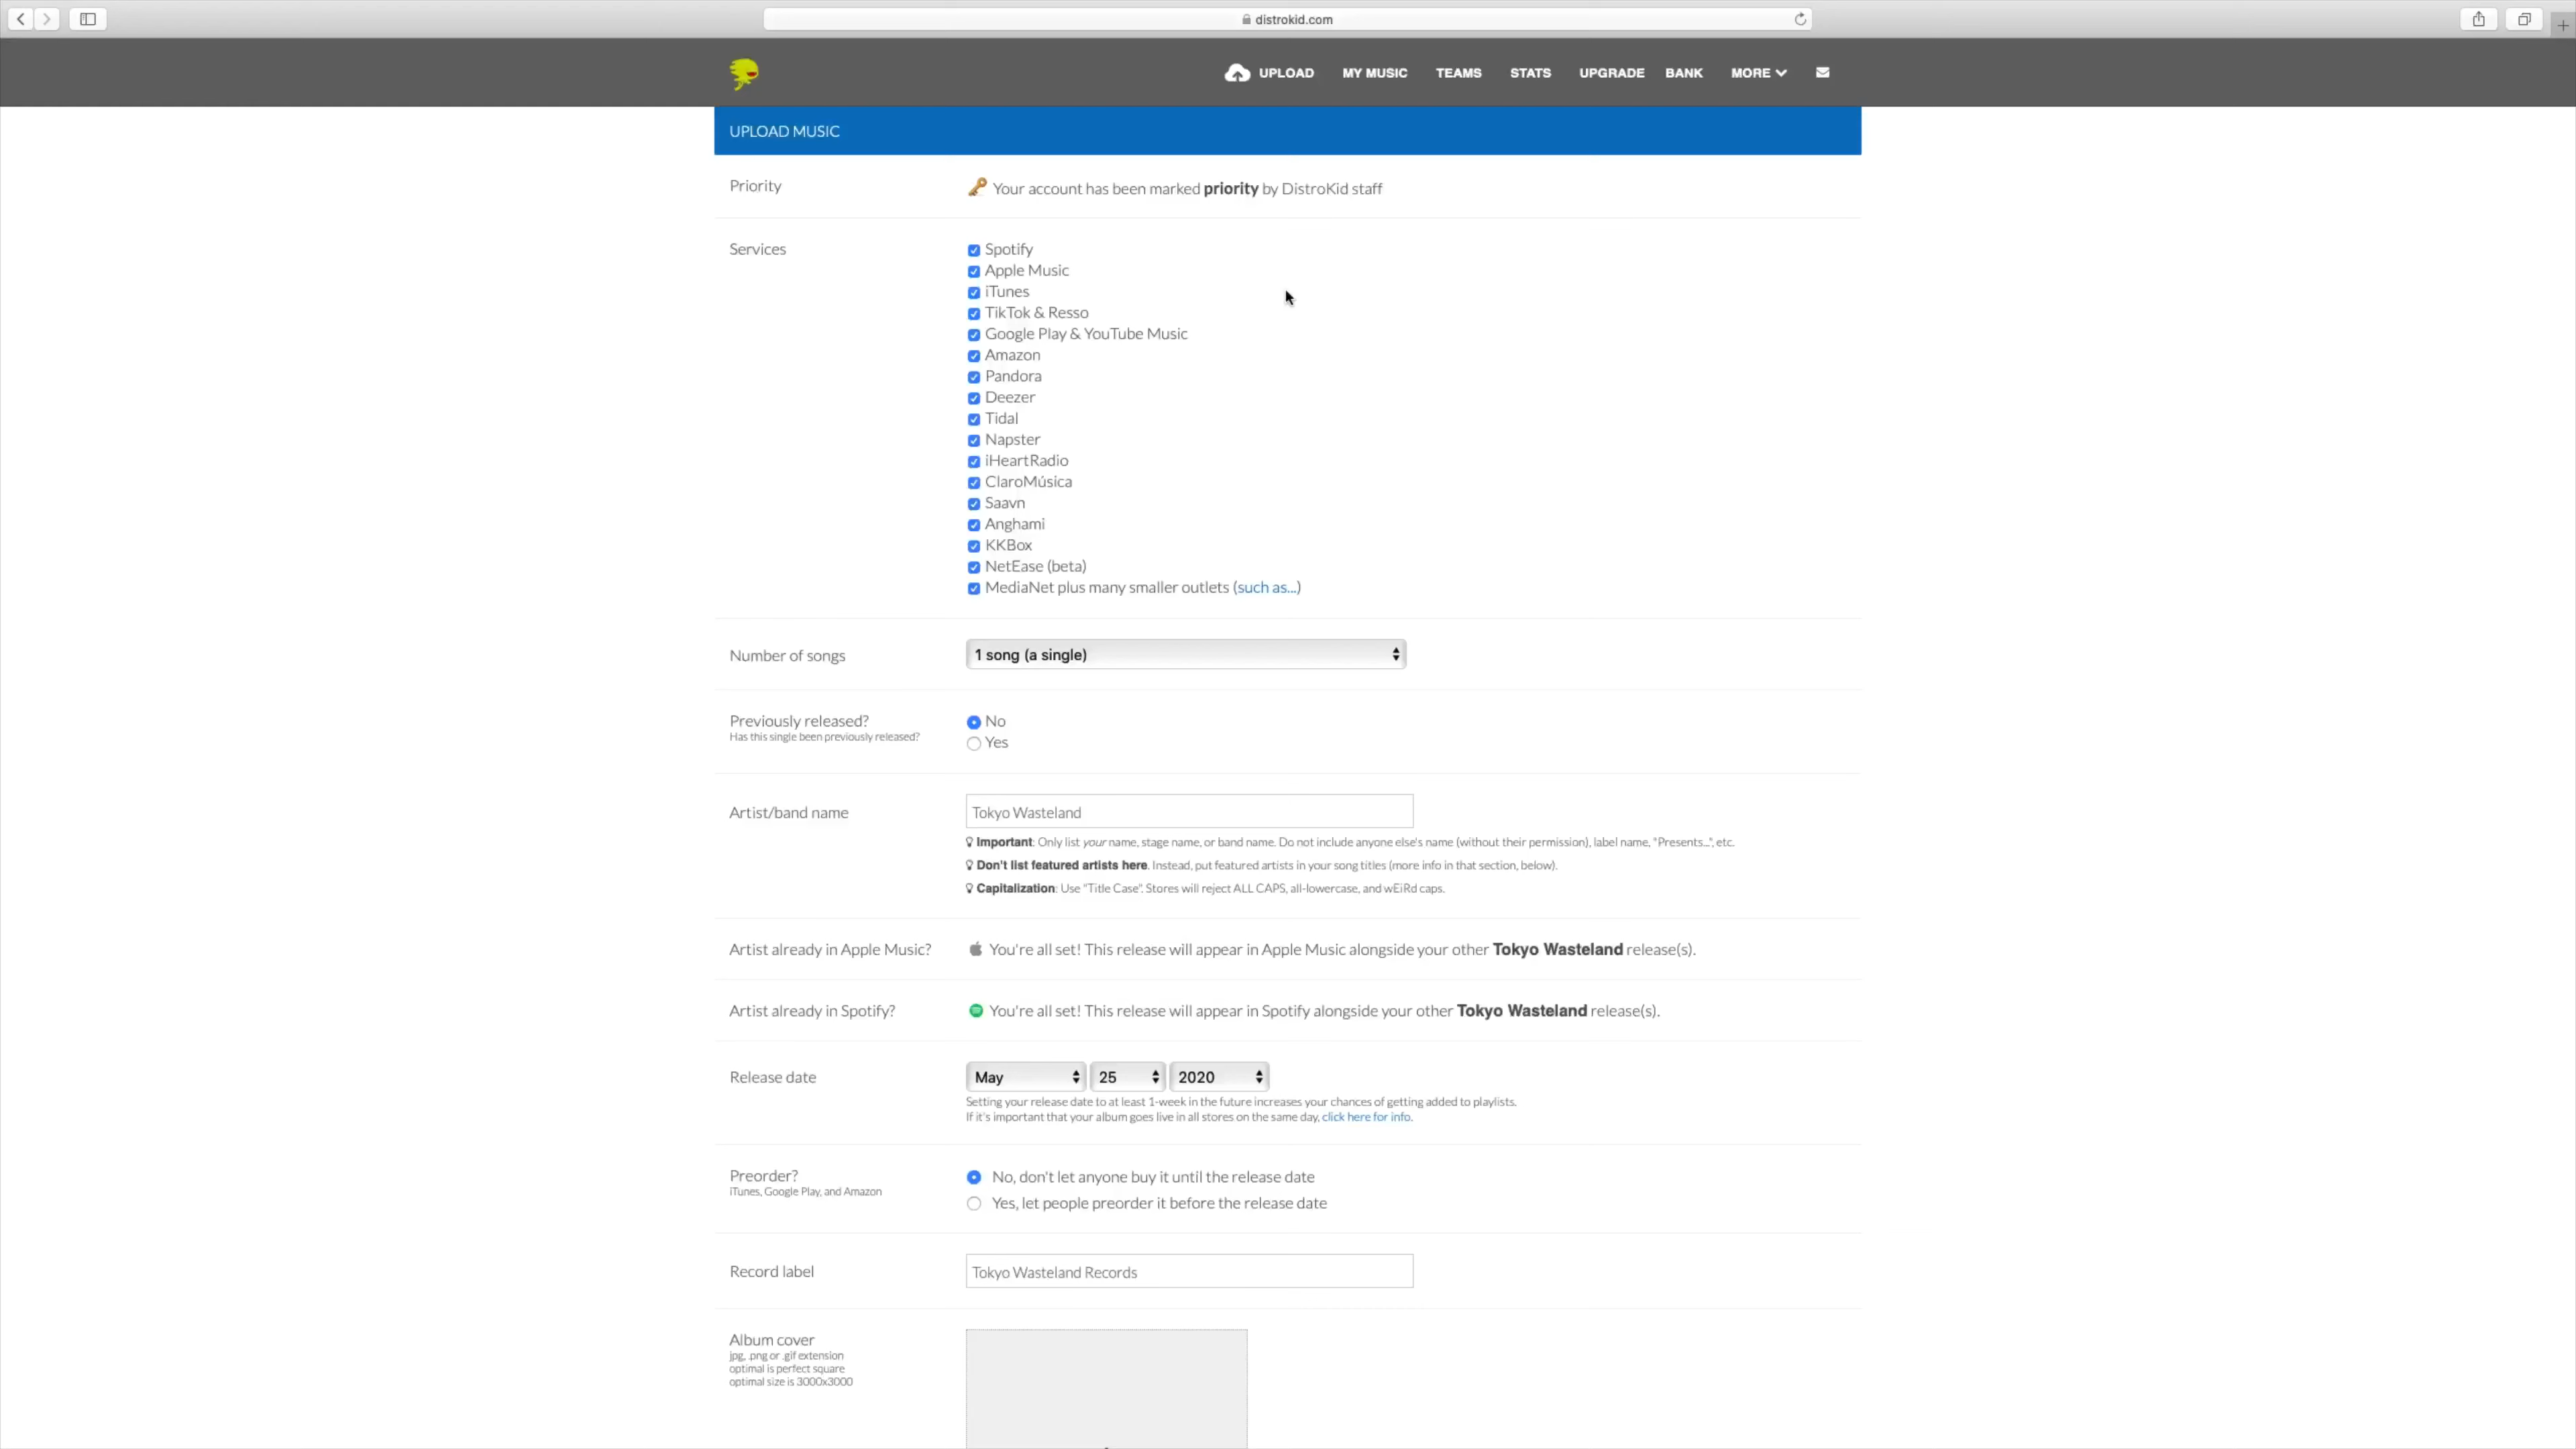 distrokid.com
UPLOAD MY MUSIC TEAMS STATS UPGRADE BANK MORE
UPLOAD MUSIC
Priority
Your account has been marked priority by DistroKid staff
Services
Spotify
Apple Music
iTunes
TikTok & Resso
Google Play & YouTube Music
Amazon
Pandora
Deezer
Tidal
Napster
iHeartRadio
ClaroMúsica
Saavn
Anghami
KKBox
NetEase (beta)
MediaNet plus many smaller outlets (such as...)
Number of songs
1 song (a single)
Previously released?
Has this single been previously released?
No
Yes
Artist/band name
Tokyo Wasteland
Important: Only list your name, stage name, or band name. Do not include anyone else's name (without their permission), label name, "Presents...", etc.
Don't list featured artists here. Instead, put featured artists in your song titles (more info in that section, below).
Capitalization: Use "Title Case". Stores will reject ALL CAPS, all-lowercase, and wEiRd caps.
Artist already in Apple Music?
You're all set! This release will appear in Apple Music alongside your other Tokyo Wasteland release(s).
Artist already in Spotify?
You're all set! This release will appear in Spotify alongside your other Tokyo Wasteland release(s).
Release date
May 25 2020
Setting your release date to at least 1-week in the future increases your chances of getting added to playlists.
If it's important that your album goes live in all stores on the same day, click here for info.
Preorder?
iTunes, Google Play, and Amazon
No, don't let anyone buy it until the release date
Yes, let people preorder it before the release date
Record label
Tokyo Wasteland Records
Album cover
jpg, .png or .gif extension
optimal is perfect square
optimal size is 3000x3000